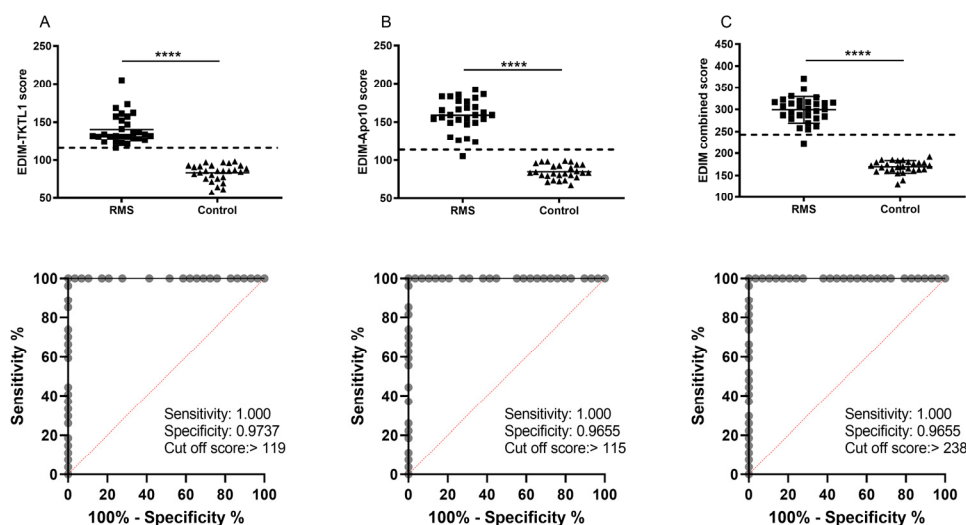 A
****
EDIM-TKTL1 score
250
200
150
100
50
RMS
Control
B
****
EDIM-Apo10 score
250
200
150
100
50
RMS
Control
C
****
EDIM combined score
450
400
350
300
250
200
150
100
RMS
Control
Sensitivity %
100
80
60
40
20
0
Sensitivity: 1.000
Specificity: 0.9737
Cut off score:> 119
0 20 40 60 80 100
100% - Specificity %
Sensitivity %
100
80
60
40
20
0
Sensitivity: 1.000
Specificity: 0.9655
Cut off score:> 115
0 20 40 60 80 100
100% - Specificity %
Sensitivity %
100
80
60
40
20
0
Sensitivity: 1.000
Specificity: 0.9655
Cut off score:> 238
0 20 40 60 80 100
100% - Specificity %